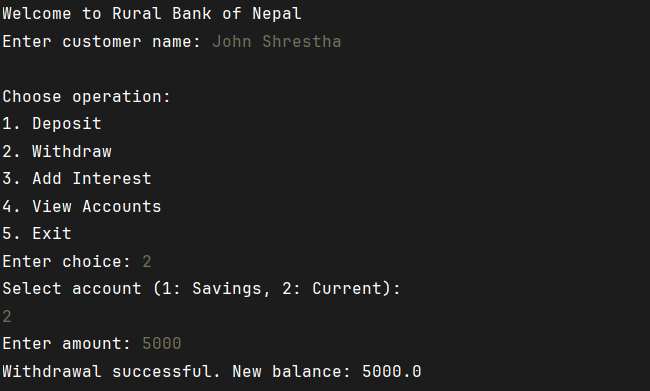 Welcome to Rural Bank of Nepal
Enter customer name: John Shrestha
Choose operation:
1. Deposit
2. Withdraw
3. Add Interest
4. View Accounts
5. Exit
Enter choice: 2
Select account (1: Savings, 2: Current):
2
Enter amount: 5000
Withdrawal successful. New balance: 5000.0